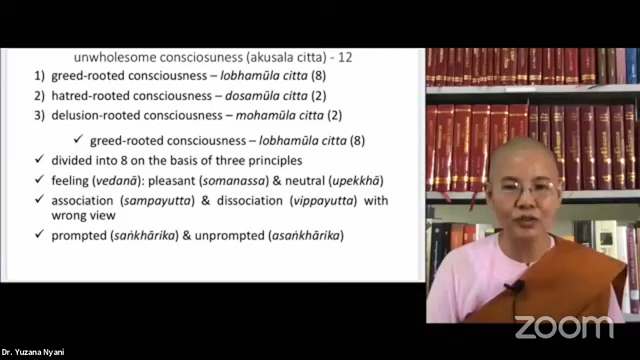 unwholesome consciosuness (akusala citta) - 12
1) greed-rooted consciousness – lobhamūla citta (8)
2) hatred-rooted consciousness – dosamūla citta (2)
3) delusion-rooted consciousness – mohamūla citta (2)
✓ greed-rooted consciousness – lobhamūla citta (8)
✓ divided into 8 on the basis of three principles
✓ feeling (vedanā): pleasant (somanassa) & neutral (upekkhā)
✓ association (sampayutta) & dissociation (vippayutta) with
wrong view
✓ prompted (saṅkhārika) & unprompted (asaṅkhārika)
zoom
Dr. Yuzana Nyani